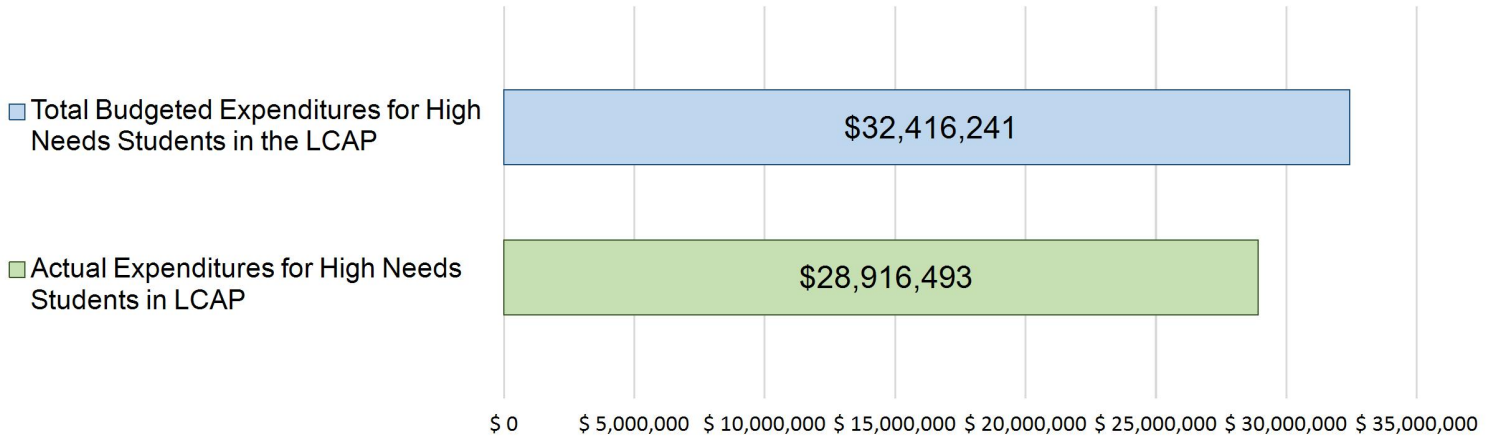 Total Budgeted Expenditures for High
Needs Students in the LCAP
$32,416,241
Actual Expenditures for High Needs
Students in LCAP
$28,916,493
$ 0 $ 5,000,000 $ 10,000,000 $ 15,000,000 $ 20,000,000 $ 25,000,000 $ 30,000,000 $ 35,000,000